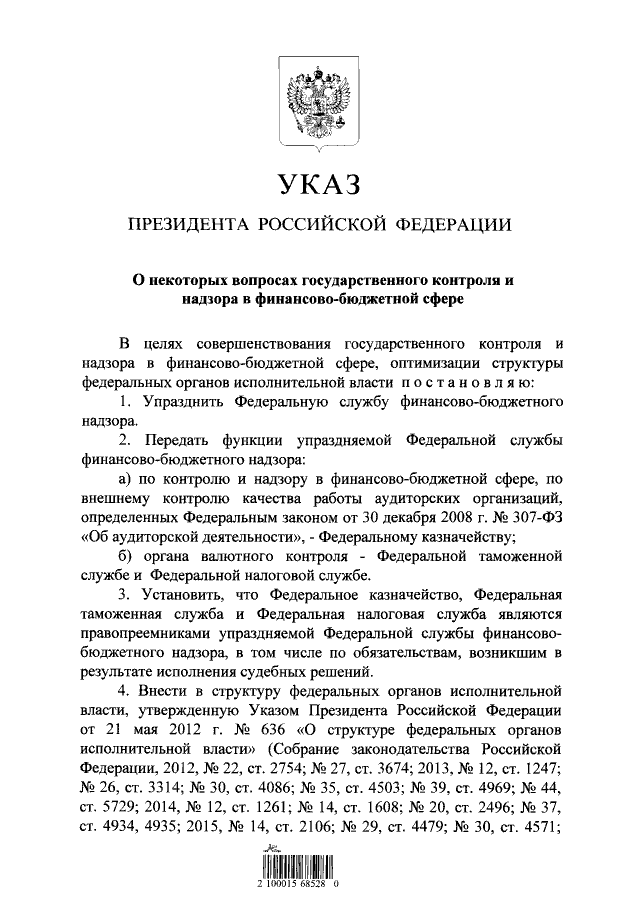 УКАЗ
ПРЕЗИДЕНТА РОССИЙСКОЙ ФЕДЕРАЦИИ
О некоторых вопросах государственного контроля и
надзора в финансово-бюджетной сфере
В целях совершенствования государственного контроля и
надзора в финансово-бюджетной сфере, оптимизации структуры
федеральных органов исполнительной власти п о с т а н о в л я ю:
1. Упразднить Федеральную службу финансово-бюджетного
надзора.
2. Передать функции упраздняемой Федеральной службы
финансово-бюджетного надзора:
а) по контролю и надзору в финансово-бюджетной сфере, по
внешнему контролю качества работы аудиторских организаций,
определенных Федеральным законом от 30 декабря 2008 г. № 307-ФЗ
«Об аудиторской деятельности», - Федеральному казначейству;
б) органа валютного контроля - Федеральной таможенной
службе и Федеральной налоговой службе.
3. Установить, что Федеральное казначейство, Федеральная
таможенная служба и Федеральная налоговая служба являются
правопреемниками упраздняемой Федеральной службы финансово-
бюджетного надзора, в том числе по обязательствам, возникшим в
результате исполнения судебных решений.
4. Внести в структуру федеральных органов исполнительной
власти, утвержденную Указом Президента Российской Федерации
от 21 мая 2012 г. № 636 «О структуре федеральных органов
исполнительной власти» (Собрание законодательства Российской
Федерации, 2012, № 22, ст. 2754; № 27, ст. 3674; 2013, № 12, ст. 1247;
№ 26, ст. 3314; № 30, ст. 4086; № 35, ст. 4503; № 39, ст. 4969; № 44,
ст. 5729; 2014, № 12, ст. 1261; № 14, ст. 1608; № 20, ст. 2496; № 37,
ст. 4934, 4935; 2015, № 14, ст. 2106; № 29, ст. 4479; № 30, ст. 4571;
2 100015 68528 0